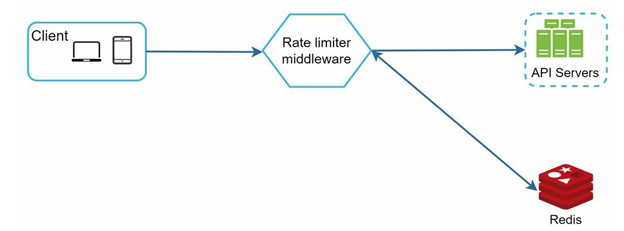 Client
Rate limiter
middleware
API Servers
Redis